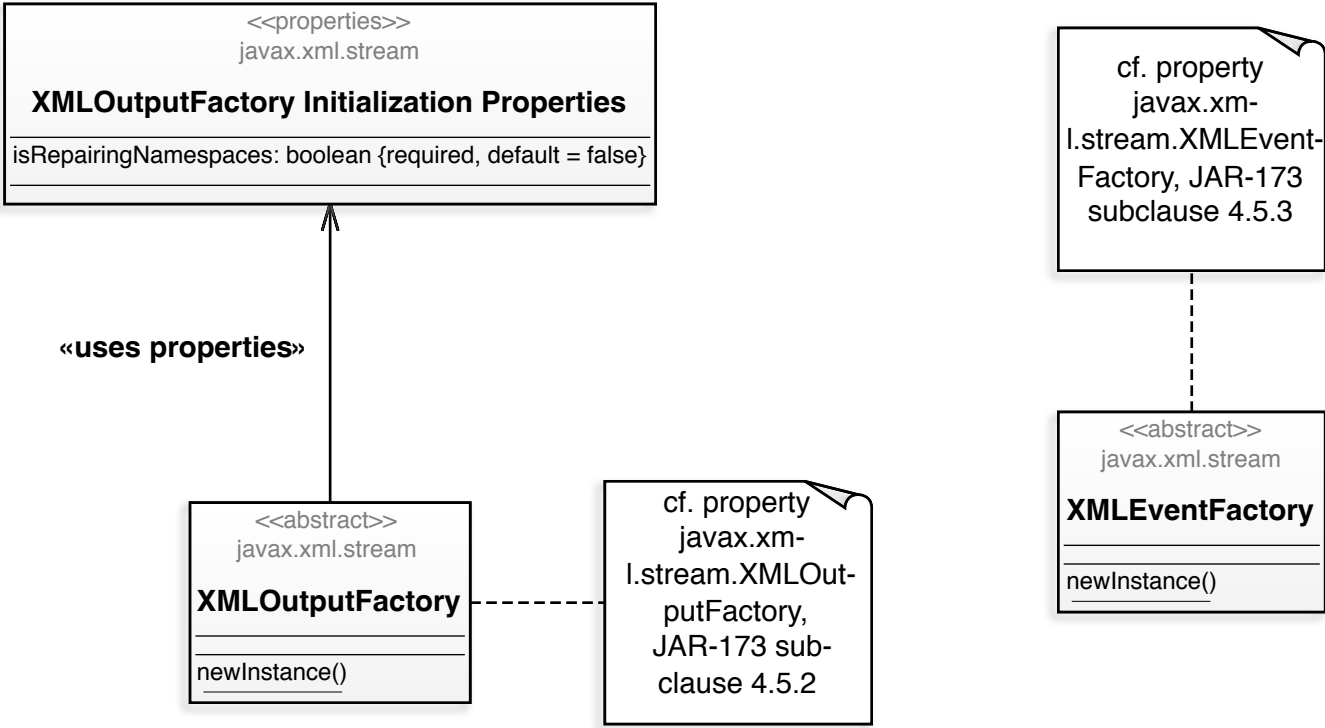 <<properties>>
javax.xml.stream
XMLOutputFactory Initialization Properties
isRepairingNamespaces: boolean {required, default = false}
«uses properties»
<<abstract>>
javax.xml.stream
XMLOutputFactory
newInstance()
cf. property
javax.xm-
l.stream.XMLOut-
putFactory,
JAR-173 sub-
clause 4.5.2
cf. property
javax.xm-
l.stream.XMLEvent-
Factory, JAR-173
subclause 4.5.3
<<abstract>>
javax.xml.stream
XMLEventFactory
newInstance()